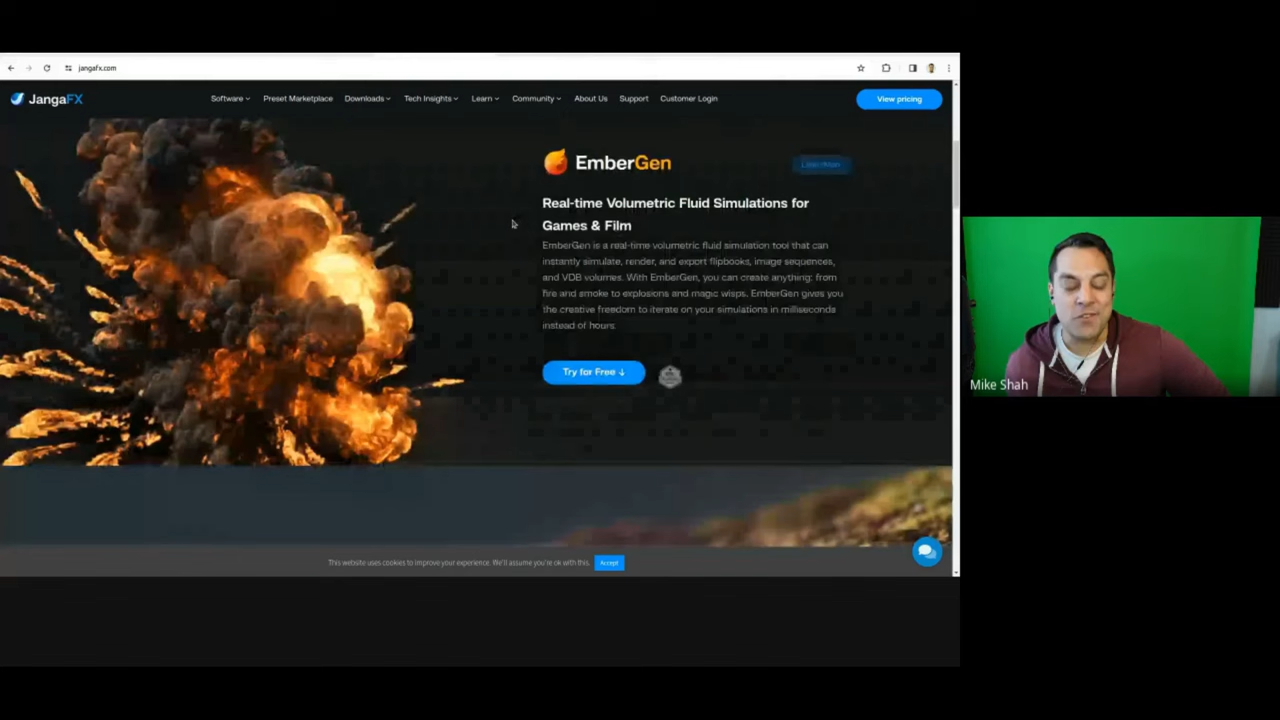 jangafx.com
JangaFX
Software
Preset Marketplace
Downloads
Tech Insights
Learn
Community
About Us
Support
Customer Login
View pricing
EmberGen
Real-time Volumetric Fluid Simulations for
Games & Film
EmberGen is a real-time volumetric fluid simulation tool that can
instantly simulate, render, and export flipbooks, image sequences,
and VDB volumes. With EmberGen, you can create anything: from
fire and smoke to explosions and magic wisps. EmberGen gives you
the creative freedom to iterate on your simulations in milliseconds
instead of hours.
Try for Free ↓
Mike Shah
This website uses cookies to improve your experience. We'll assume you're ok with this.
Accept